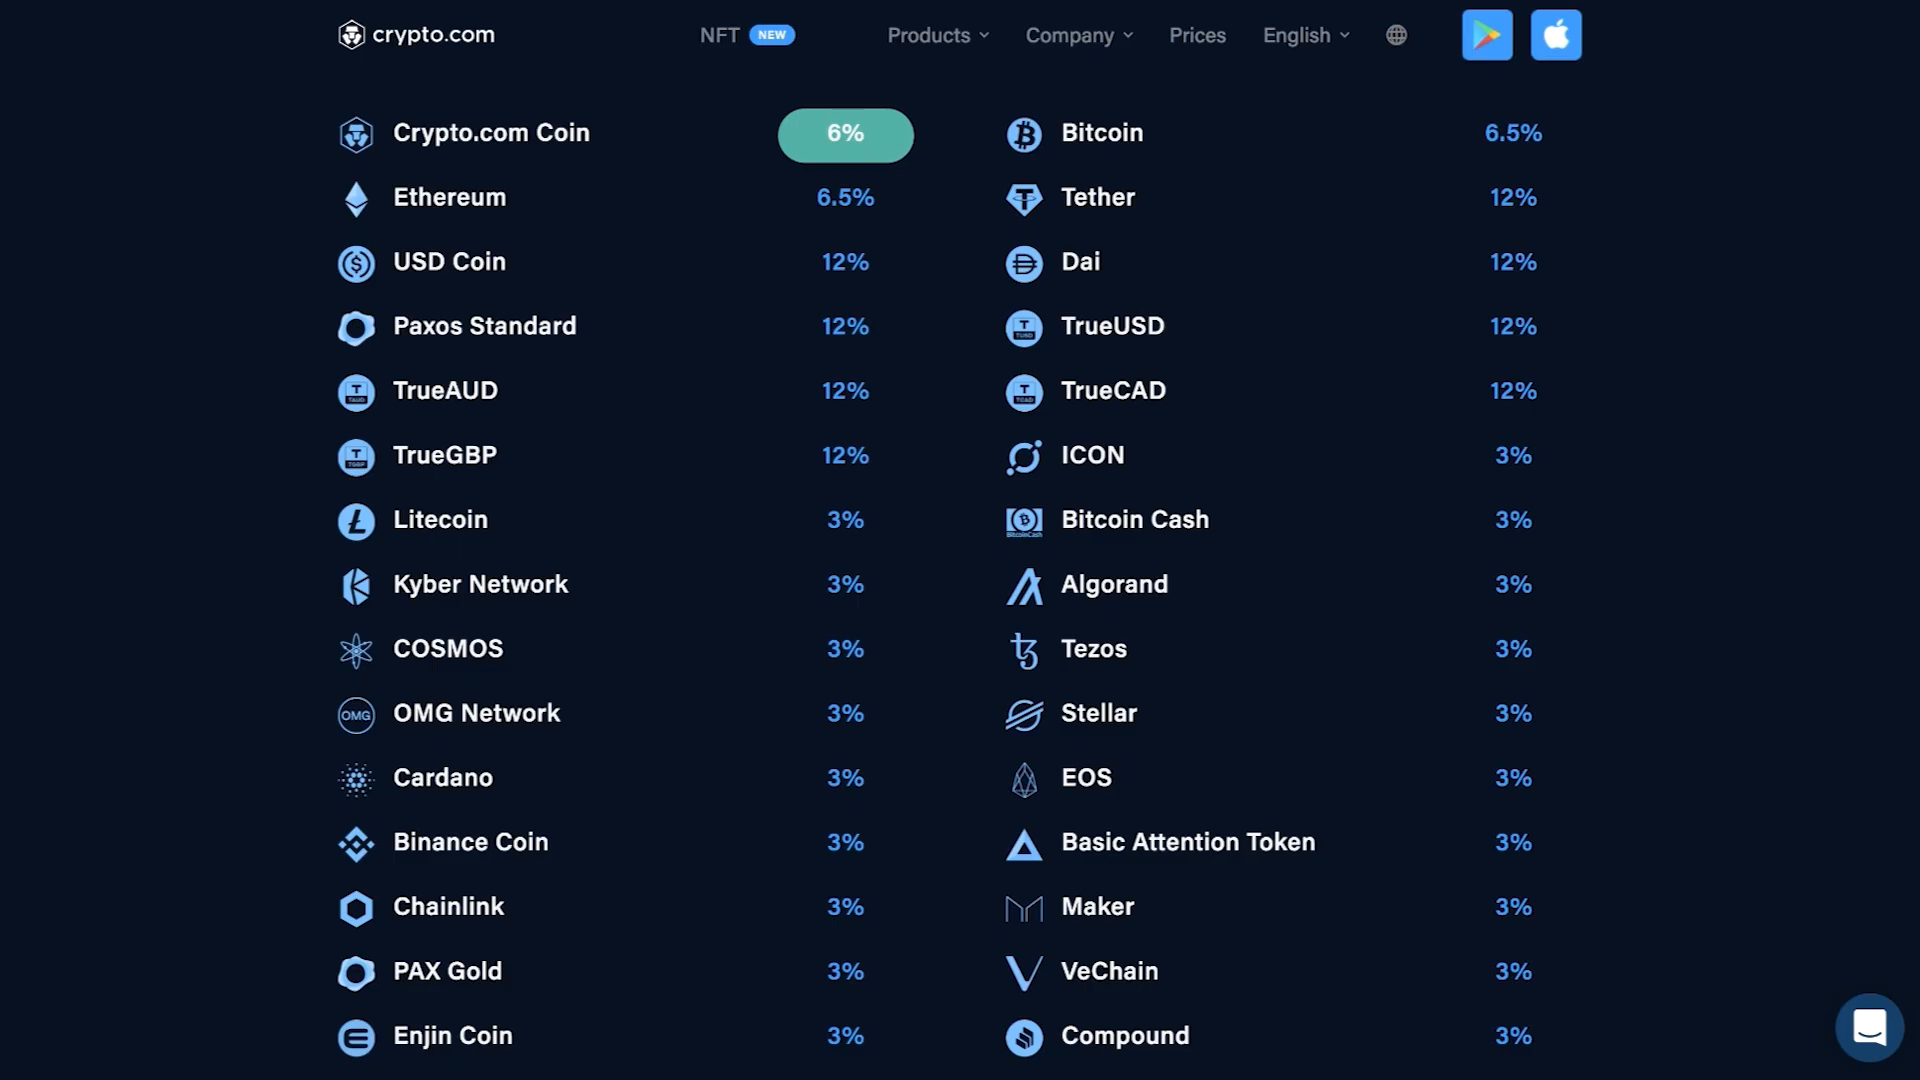 crypto.com NFT NEW Products Company Prices English
Crypto.com Coin 6% Bitcoin 6.5%
Ethereum 6.5% Tether 12%
USD Coin 12% Dai 12%
Paxos Standard 12% TrueUSD 12%
TrueAUD 12% TrueCAD 12%
TrueGBP 12% ICON 3%
Litecoin 3% Bitcoin Cash 3%
Kyber Network 3% Algorand 3%
COSMOS 3% Tezos 3%
OMG OMG Network 3% Stellar 3%
Cardano 3% EOS 3%
Binance Coin 3% Basic Attention Token 3%
Chainlink 3% Maker 3%
PAX Gold 3% VeChain 3%
Enjin Coin 3% Compound 3%